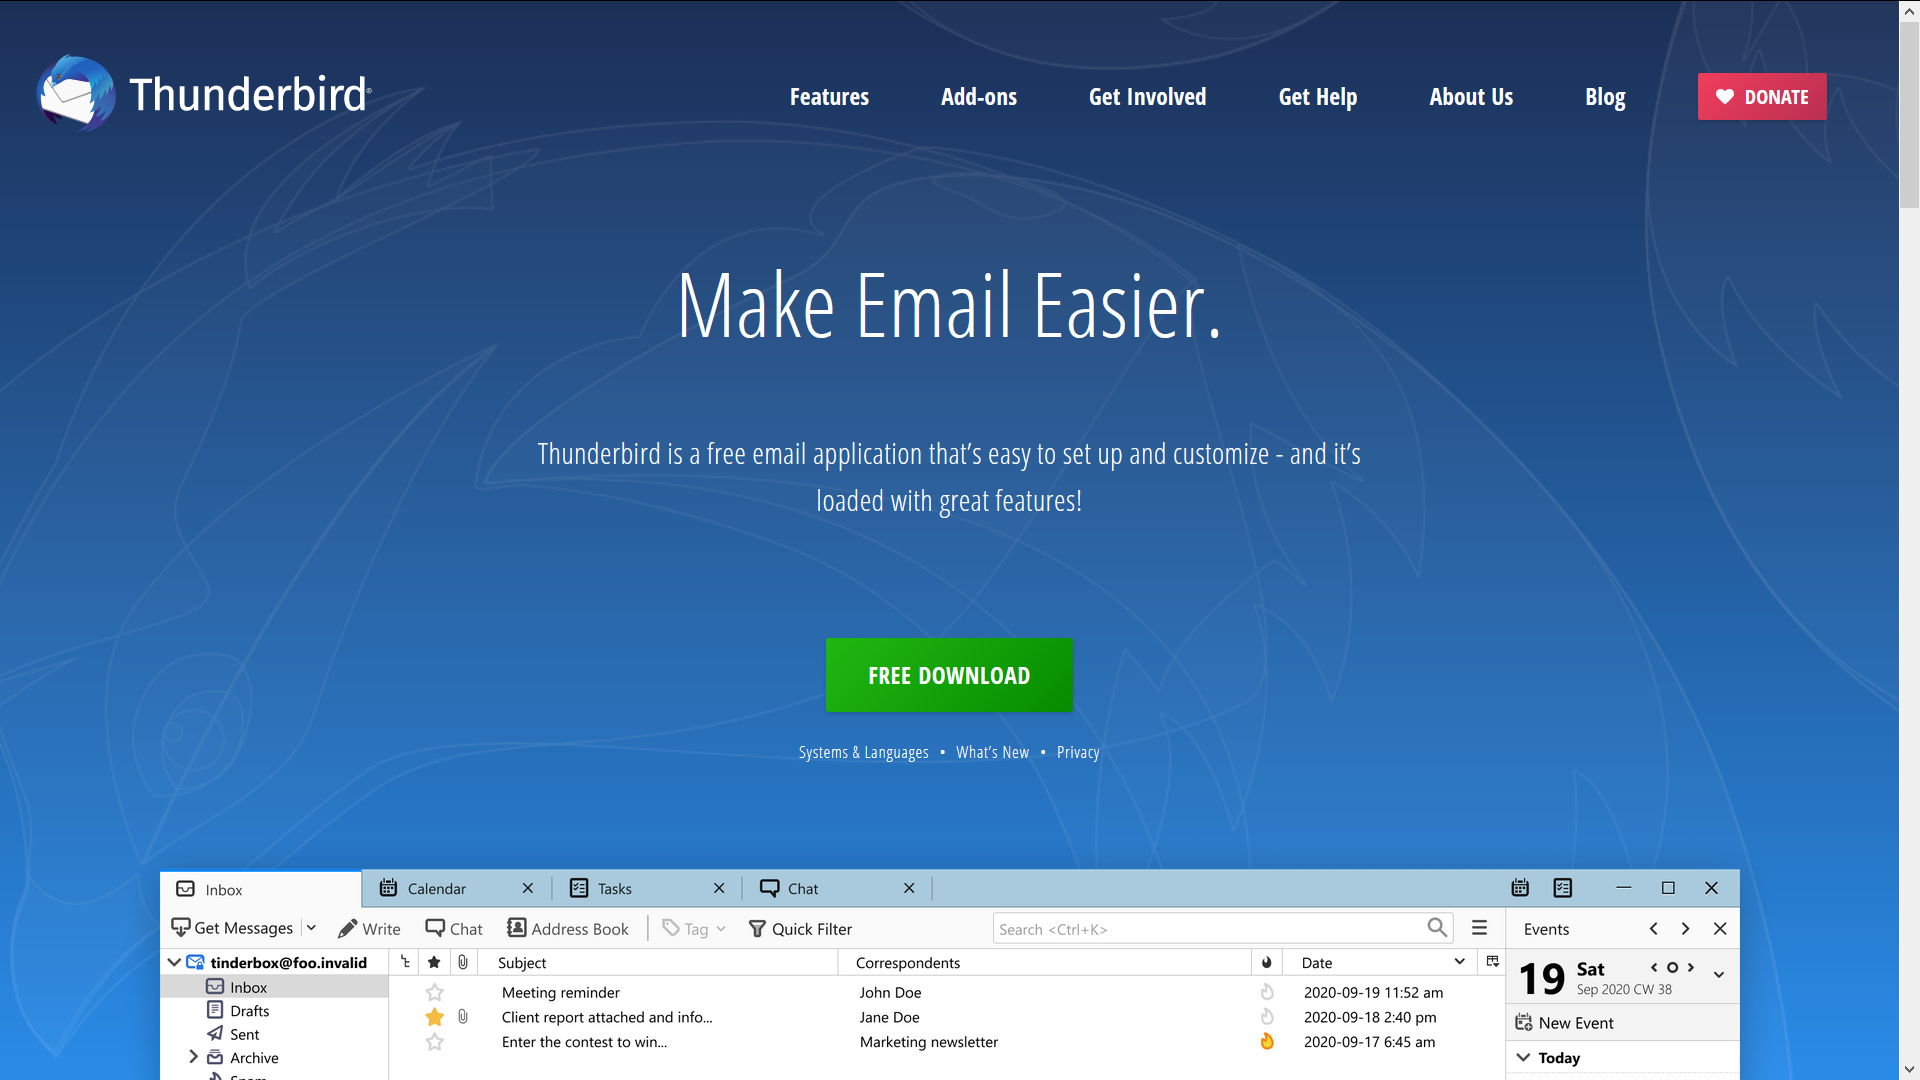 Thunderbird®
Features
Add-ons
Get Involved
Get Help
About Us
Blog
DONATE
Make Email Easier.
Thunderbird is a free email application that’s easy to set up and customize - and it’s
loaded with great features!
FREE DOWNLOAD
Systems & Languages • What’s New • Privacy
Inbox
Calendar
Tasks
Chat
Get Messages
Write
Chat
Address Book
Tag
Quick Filter
Search <Ctrl+K>
Events
tinderbox@foo.invalid
Subject
Correspondents
Date
19
Sat
Sep 2020 CW 38
Inbox
Drafts
Sent
Archive
Spam
Meeting reminder
John Doe
2020-09-19 11:52 am
Client report attached and info...
Jane Doe
2020-09-18 2:40 pm
Enter the contest to win...
Marketing newsletter
2020-09-17 6:45 am
New Event
Today